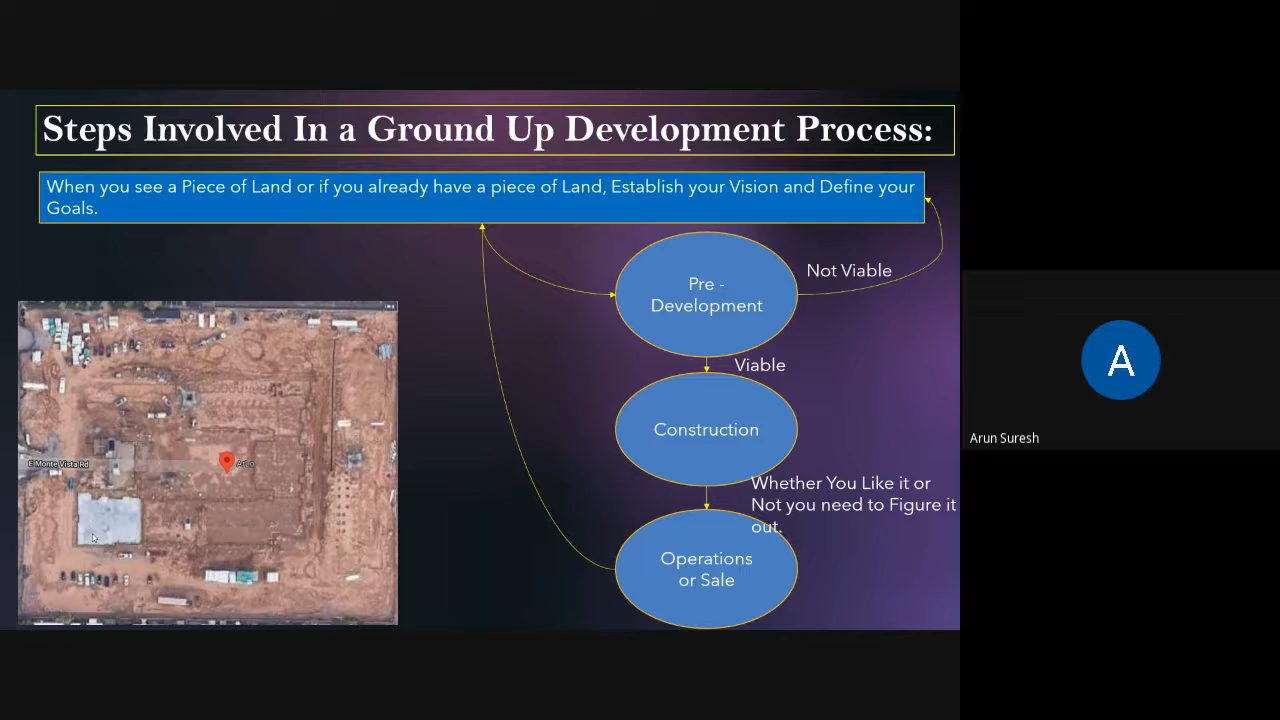 Steps Involved In a Ground Up Development Process:
When you see a Piece of Land or if you already have a piece of Land, Establish your Vision and Define your
Goals.
Pre -
Development
Not Viable
Viable
Construction
Whether You Like it or
Not you need to Figure it
out.
Operations
or Sale
E Monte Vista Rd
A
Arun Suresh